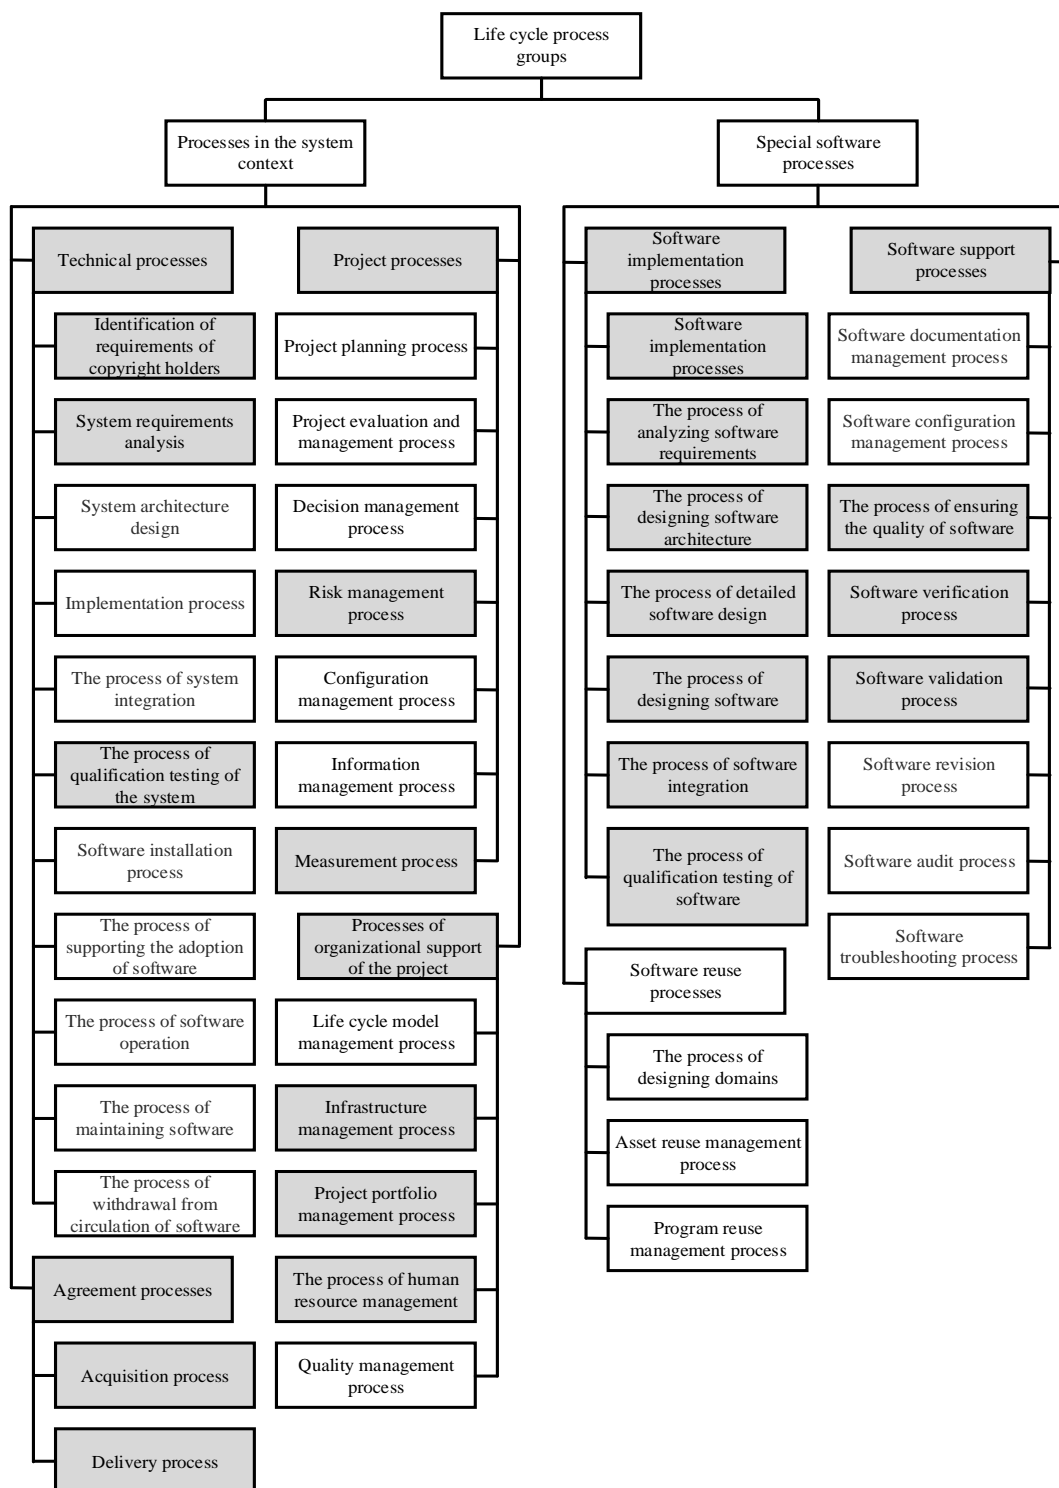 Life cycle process
groups
Processes in the system
context
Special software
processes
Technical processes
Identification of
requirements of
copyright holders
System requirements
analysis
System architecture
design
Implementation process
The process of system
integration
The process of
qualification testing of
the system
Software installation
process
The process of
supporting the adoption
of software
The process of software
operation
The process of
maintaining software
The process of
withdrawal from
circulation of software
Agreement processes
Acquisition process
Delivery process
Project processes
Project planning process
Project evaluation and
management process
Decision management
process
Risk management
process
Configuration
management process
Information
management process
Measurement process
Processes of
organizational support
of the project
Life cycle model
management process
Infrastructure
management process
Project portfolio
management process
The process of human
resource management
Quality management
process
Software
implementation
processes
Software
implementation
processes
The process of
analyzing software
requirements
The process of
designing software
architecture
The process of detailed
software design
The process of
designing software
The process of software
integration
The process of
qualification testing of
software
Software reuse
processes
The process of
designing domains
Asset reuse management
process
Program reuse
management process
Software support
processes
Software documentation
management process
Software configuration
management process
The process of ensuring
the quality of software
Software verification
process
Software validation
process
Software revision
process
Software audit process
Software
troubleshooting process